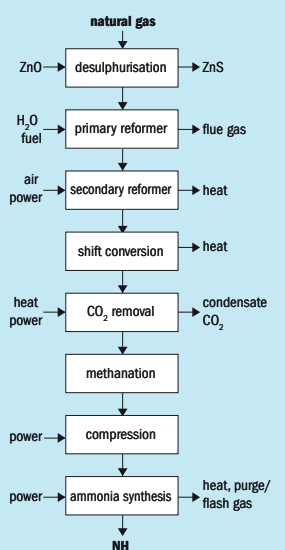 natural gas
ZnO desulphurisation ZnS
H₂O
fuel primary reformer flue gas
air
power secondary reformer heat
shift conversion heat
heat
power CO₂ removal condensate
CO₂
methanation
power compression
power ammonia synthesis heat, purge/
flash gas
NH